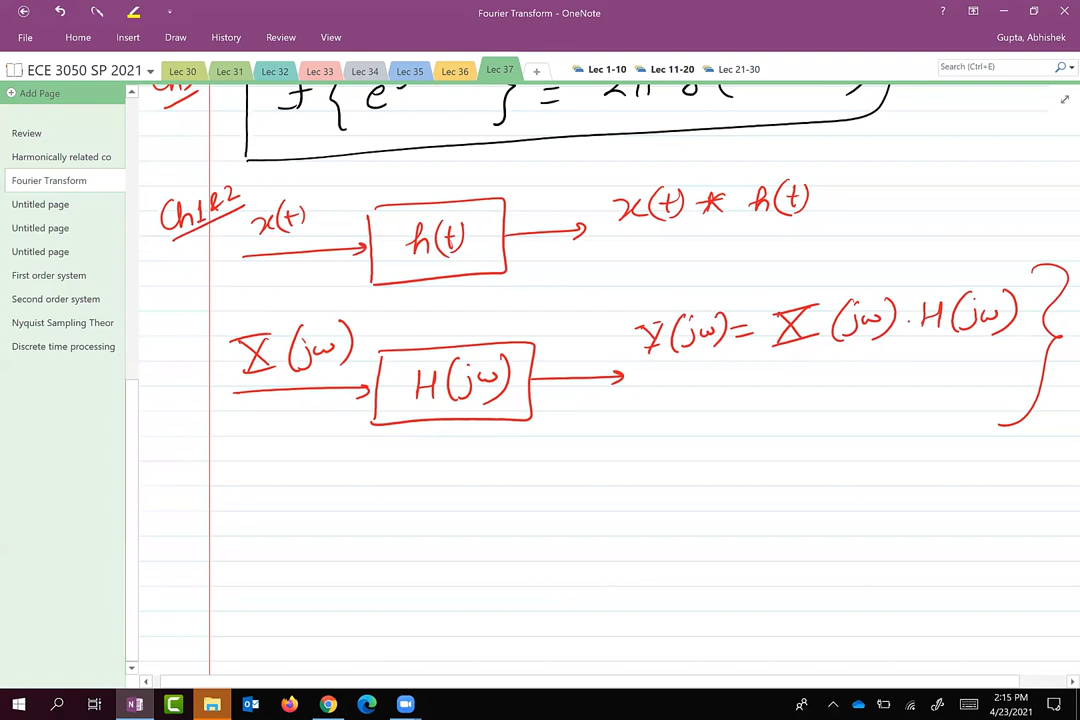 Fourier Transform - OneNote
File Home Insert Draw History Review View Gupta, Abhishek
ECE 3050 SP 2021 Lec 30 Lec 31 Lec 32 Lec 33 Lec 34 Lec 35 Lec 36 Lec 37 Lec 1-10 Lec 11-20 Lec 21-30 Search (Ctrl+E)
Add Page
Review
Harmonically related co
Fourier Transform
Untitled page
Untitled page
Untitled page
First order system
Second order system
Nyquist Sampling Theor
Discrete time processing
Ch1&2
x(t) h(t) x(t) * h(t)
X(jω) H(jω) Y(jω) = X(jω) · H(jω)
2:15 PM
4/23/2021